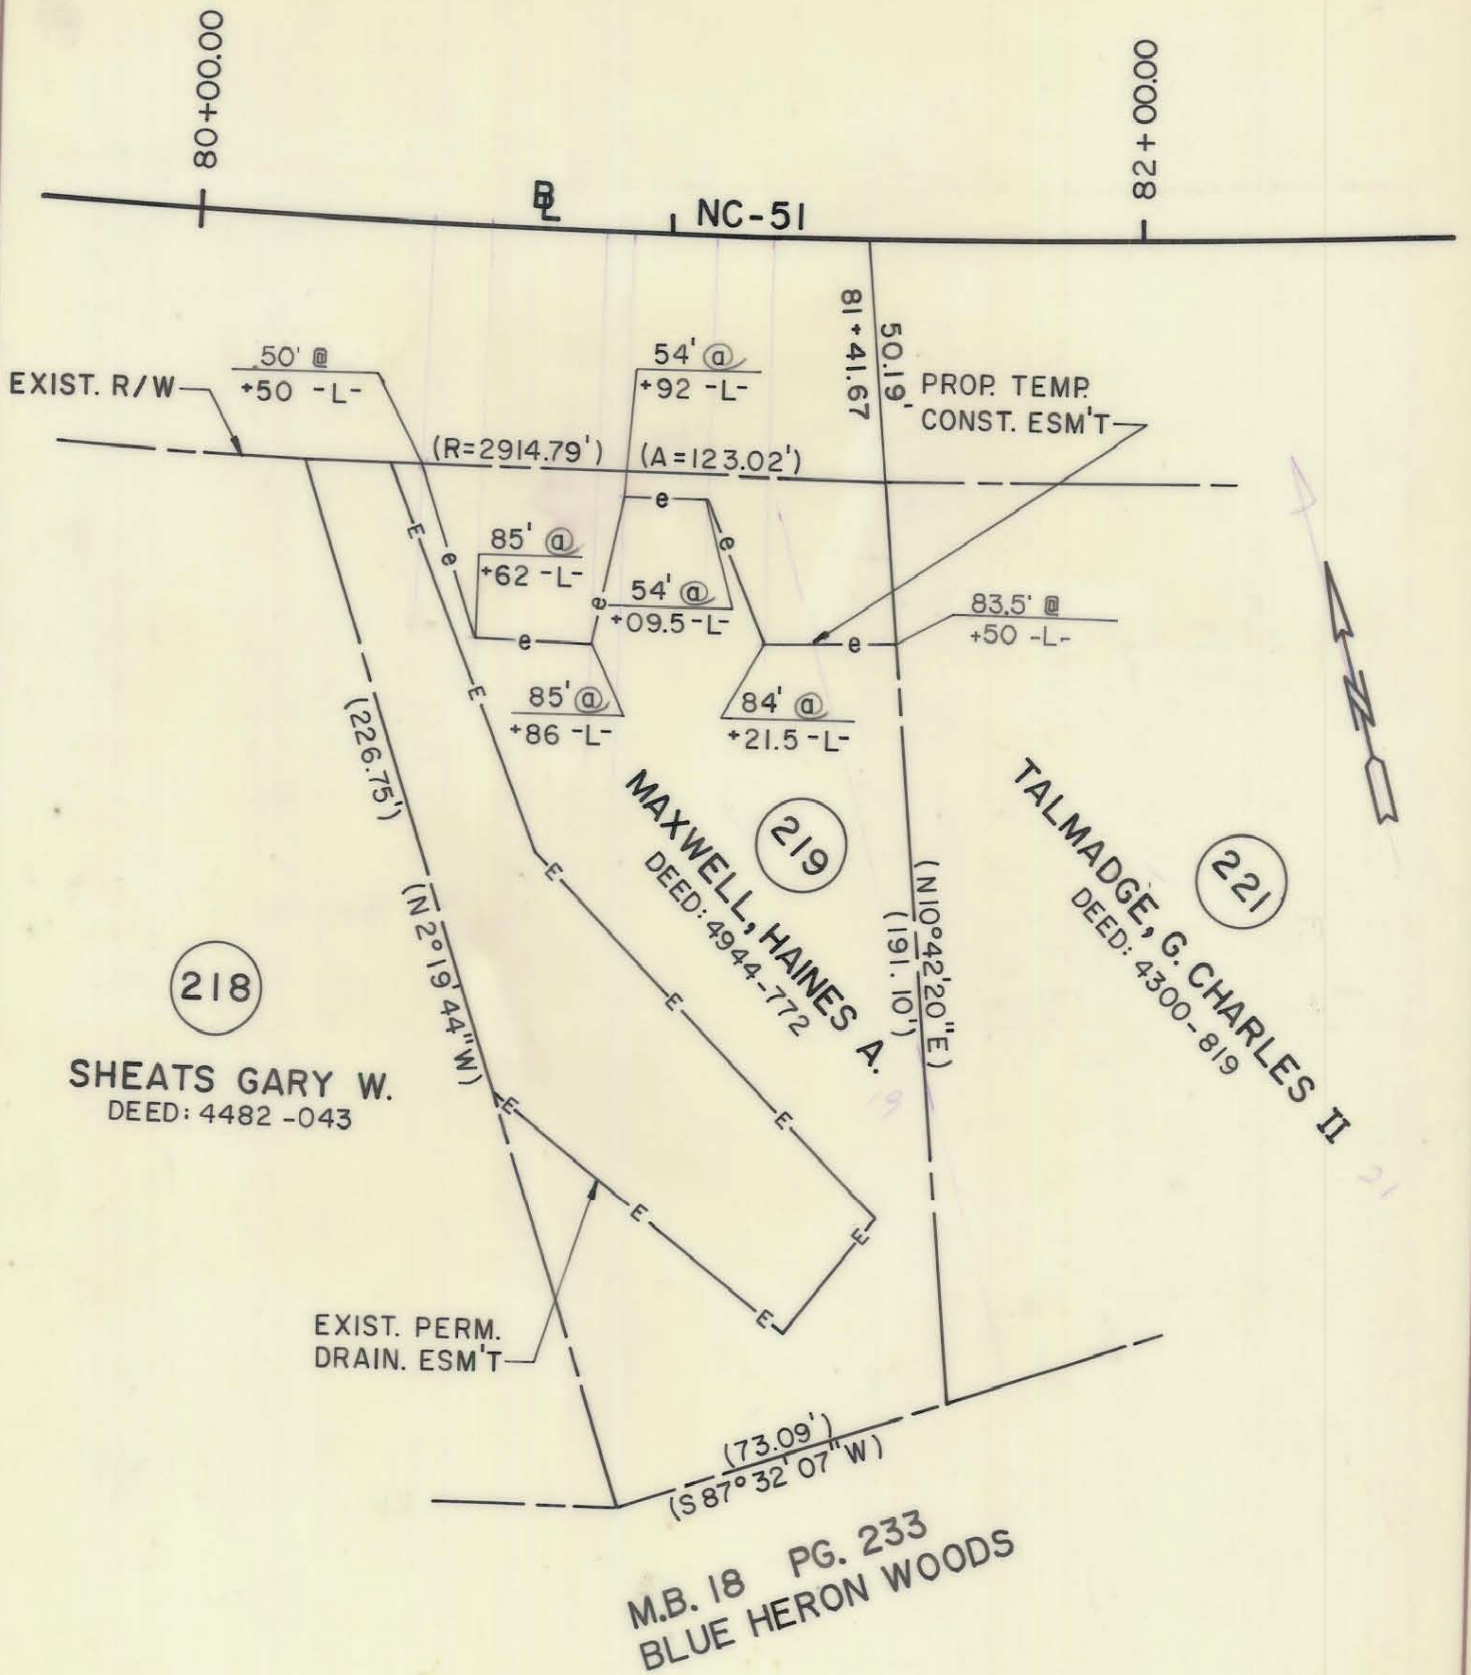 80+00.00
82+00.00
BL
NC-51
EXIST. R/W
50' @
+50 -L-
54' @
+92 -L-
81+41.67
50.19'
PROP. TEMP.
CONST. ESM'T
(R=2914.79') (A=123.02')
E
e
e
e
85' @
+62 -L-
54' @
+09.5-L-
e
83.5' @
+50 -L-
e
e
E
85' @
+86 -L-
84' @
+21.5-L-
(226.75')
(N 2°19'44"W)
E
219
MAXWELL, HAINES A.
DEED: 4944-772
(N10°42'20"E)
(191.10')
N
221
TALMADGE, G. CHARLES II
DEED: 4300-819
218
SHEATS GARY W.
DEED: 4482-043
E
E
E
E
E
E
EXIST. PERM.
DRAIN. ESM'T
(73.09')
(S87°32'07"W)
M.B. 18 PG. 233
BLUE HERON WOODS